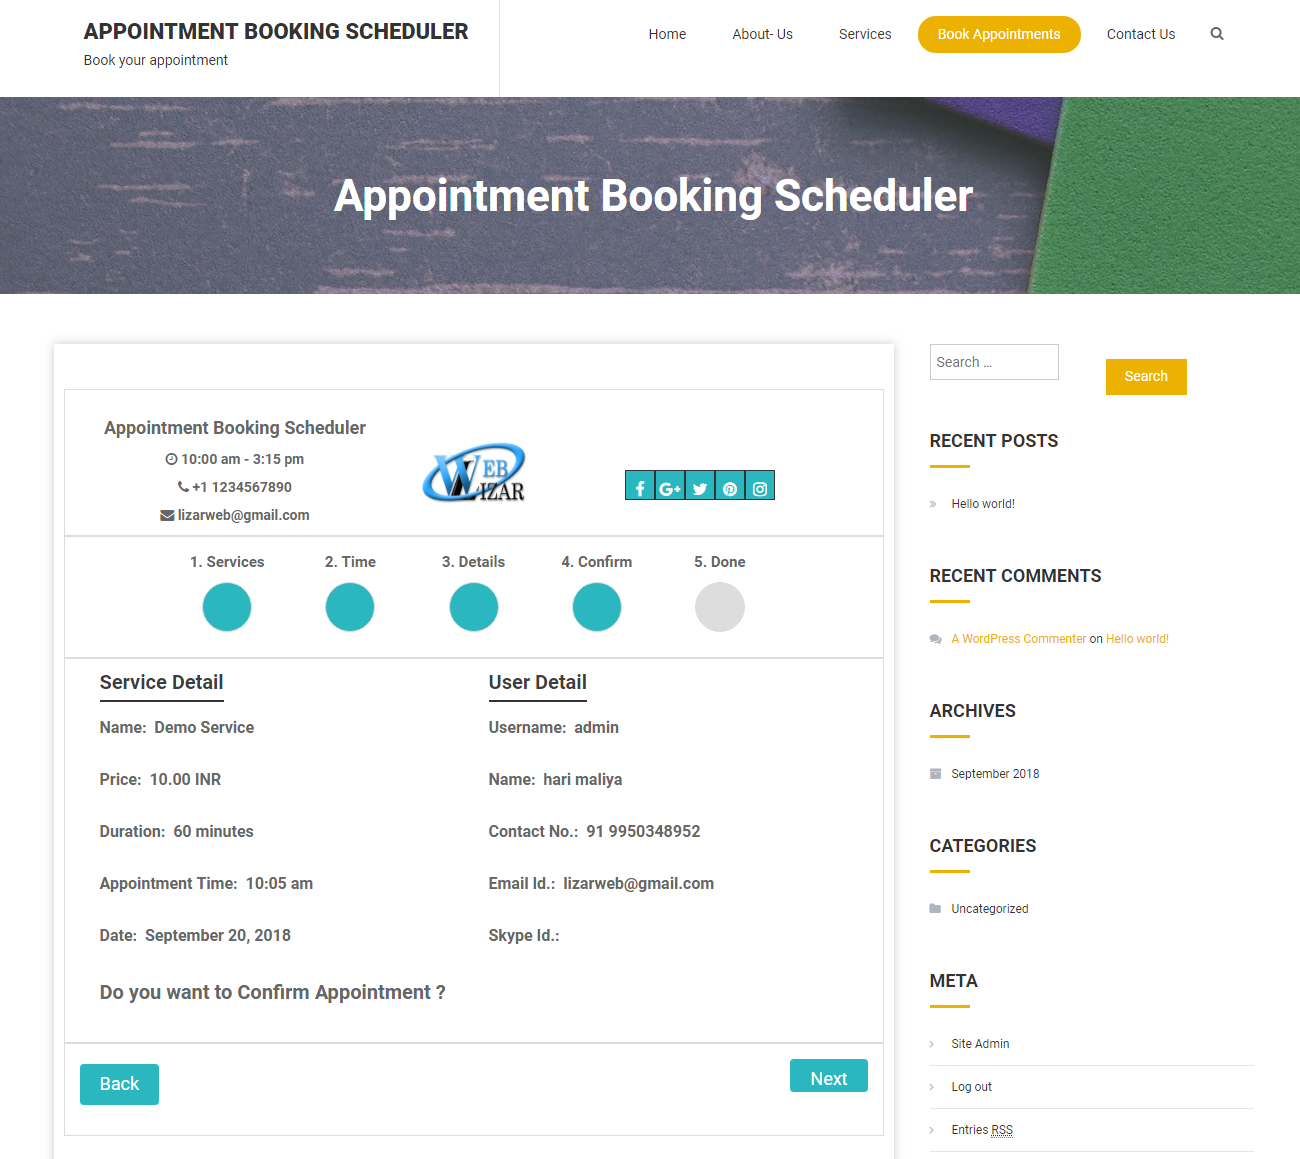 APPOINTMENT BOOKING SCHEDULER
Book your appointment
Home
About- Us
Services
Book Appointments
Contact Us
Appointment Booking Scheduler
Appointment Booking Scheduler
10:00 am - 3:15 pm
+1 1234567890
lizarweb@gmail.com
WEB
LIZAR
1. Services
2. Time
3. Details
4. Confirm
5. Done
Service Detail
Name: Demo Service
Price: 10.00 INR
Duration: 60 minutes
Appointment Time: 10:05 am
Date: September 20, 2018
User Detail
Username: admin
Name: hari maliya
Contact No.: 91 9950348952
Email Id.: lizarweb@gmail.com
Skype Id.:
Do you want to Confirm Appointment ?
Back
Next
Search …
Search
RECENT POSTS
Hello world!
RECENT COMMENTS
A WordPress Commenter on Hello world!
ARCHIVES
September 2018
CATEGORIES
Uncategorized
META
Site Admin
Log out
Entries RSS